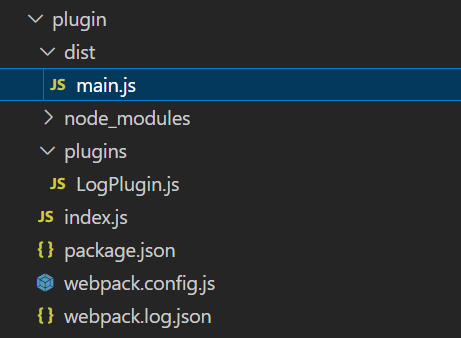 plugin
dist
JS main.js
node_modules
plugins
JS LogPlugin.js
JS index.js
{} package.json
webpack.config.js
{} webpack.log.json